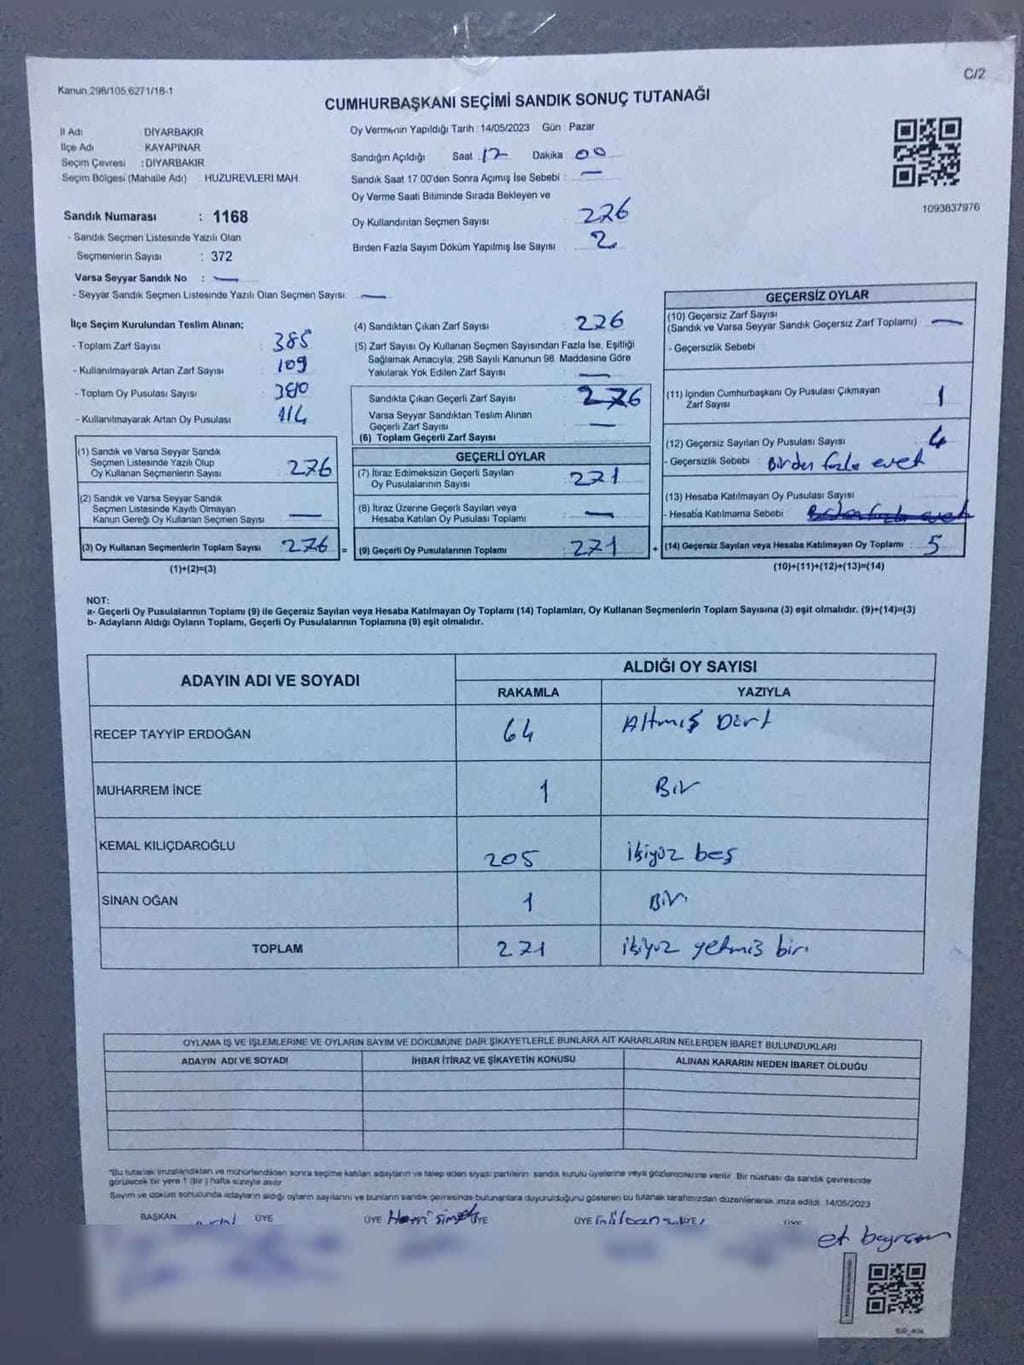 C/2
Kanun.298/105.6271/18-1
CUMHURBAŞKANI SEÇİMİ SANDIK SONUÇ TUTANAĞI
İl Adı DİYARBAKIR
İlçe Adı KAYAPINAR
Seçim Çevresi : DİYARBAKIR
Seçim Bölgesi (Mahalle Adı) HUZUREVLERİ MAH.
Sandık Numarası : 1168
- Sandık Seçmen Listesinde Yazılı Olan
Seçmenlerin Sayısı : 372
Varsa Seyyar Sandık No : —
- Seyyar Sandık Seçmen Listesinde Yazılı Olan Seçmen Sayısı: —
Oy Vermenin Yapıldığı Tarih : 14/05/2023 Gün : Pazar
Sandığın Açıldığı Saat : 17 Dakika : 00
Sandık Saat 17:00'den Sonra Açılmış İse Sebebi : —
Oy Verme Saati Bitiminde Sırada Bekleyen ve
Oy Kullandırılan Seçmen Sayısı : 276
Birden Fazla Sayım Döküm Yapılmış İse Sayısı : 2
1093837976
İlçe Seçim Kurulundan Teslim Alınan;
- Toplam Zarf Sayısı 385
- Kullanılmayarak Artan Zarf Sayısı 109
- Toplam Oy Pusulası Sayısı 390
- Kullanılmayarak Artan Oy Pusulası 114
(1) Sandık ve Varsa Seyyar Sandık
Seçmen Listesinde Yazılı Olup
Oy Kullanan Seçmenlerin Sayısı 276
(2) Sandık ve Varsa Seyyar Sandık
Seçmen Listesinde Kayıtlı Olmayan
Kanun Gereği Oy Kullanan Seçmen Sayısı —
(3) Oy Kullanan Seçmenlerin Toplam Sayısı 276 =
(1)+(2)=(3)
(4) Sandıktan Çıkan Zarf Sayısı 276
(5) Zarf Sayısı Oy Kullanan Seçmen Sayısından Fazla İse, Eşitliği
Sağlamak Amacıyla; 298 Sayılı Kanunun 98. Maddesine Göre
Yakılarak Yok Edilen Zarf Sayısı —
Sandıkta Çıkan Geçerli Zarf Sayısı 276
Varsa Seyyar Sandıktan Teslim Alınan
Geçerli Zarf Sayısı —
(6) Toplam Geçerli Zarf Sayısı
GEÇERLİ OYLAR
(7) İtiraz Edilmeksizin Geçerli Sayılan
Oy Pusulalarının Sayısı 271
(8) İtiraz Üzerine Geçerli Sayılan veya
Hesaba Katılan Oy Pusulası Toplamı —
(9) Geçerli Oy Pusulalarının Toplamı 271 +
GEÇERSİZ OYLAR
(10) Geçersiz Zarf Sayısı
(Sandık ve Varsa Seyyar Sandık Geçersiz Zarf Toplamı) —
- Geçersizlik Sebebi :
(11) İçinden Cumhurbaşkanı Oy Pusulası Çıkmayan
Zarf Sayısı 1
(12) Geçersiz Sayılan Oy Pusulası Sayısı 4
- Geçersizlik Sebebi : Birden fazla evet
(13) Hesaba Katılmayan Oy Pusulası Sayısı
- Hesaba Katılmama Sebebi : Birden fazla evet
(14) Geçersiz Sayılan veya Hesaba Katılmayan Oy Toplamı : 5
(10)+(11)+(12)+(13)=(14)
NOT:
a- Geçerli Oy Pusulalarının Toplamı (9) ile Geçersiz Sayılan veya Hesaba Katılmayan Oy Toplamı (14) Toplamları, Oy Kullanan Seçmenlerin Toplam Sayısına (3) eşit olmalıdır. (9)+(14)=(3)
b- Adayların Aldığı Oyların Toplamı, Geçerli Oy Pusulalarının Toplamına (9) eşit olmalıdır.
ADAYIN ADI VE SOYADI ALDIĞI OY SAYISI
RAKAMLA YAZIYLA
RECEP TAYYİP ERDOĞAN 64 Altmış Dört
MUHARREM İNCE 1 Bir
KEMAL KILIÇDAROĞLU 205 ikiyüz beş
SİNAN OĞAN 1 Bir
TOPLAM 271 ikiyüz yetmiş bir
OYLAMA İŞ VE İŞLEMLERİNE VE OYLARIN SAYIM VE DÖKÜMÜNE DAİR ŞİKAYETLERLE BUNLARA AİT KARARLARIN NELERDEN İBARET BULUNDUKLARI
ADAYIN ADI VE SOYADI İHBAR İTİRAZ VE ŞİKAYETİN KONUSU ALINAN KARARIN NEDEN İBARET OLDUĞU
*Bu tutanak imzalandıktan ve mühürlendikten sonra seçime katılan adayların ve talep eden siyasi partilerin sandık kurulu üyelerine veya gözlemcilerine verilir. Bir nüshası da sandık çevresinde
görülecek bir yere 1 (bir) hafta süreyle asılır.
Sayım ve döküm sonucunda adayların aldığı oyların sayılarını ve bunların sandık çevresinde bulunanlara duyurulduğunu gösteren bu tutanak tarafımızdan düzenlenerek imza edildi. 14/05/2023
BAŞKAN ÜYE ÜYE ÜYE ÜYE ÜYE